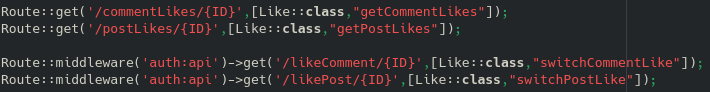 Route::get('/commentLikes/{ID}',[Like::class,"getCommentLikes"]);
Route::get('/postLikes/{ID}',[Like::class,"getPostLikes"]);
Route::middleware('auth:api')->get('/likeComment/{ID}',[Like::class,"switchCommentLike"]);
Route::middleware('auth:api')->get('/likePost/{ID}',[Like::class,"switchPostLike"]);